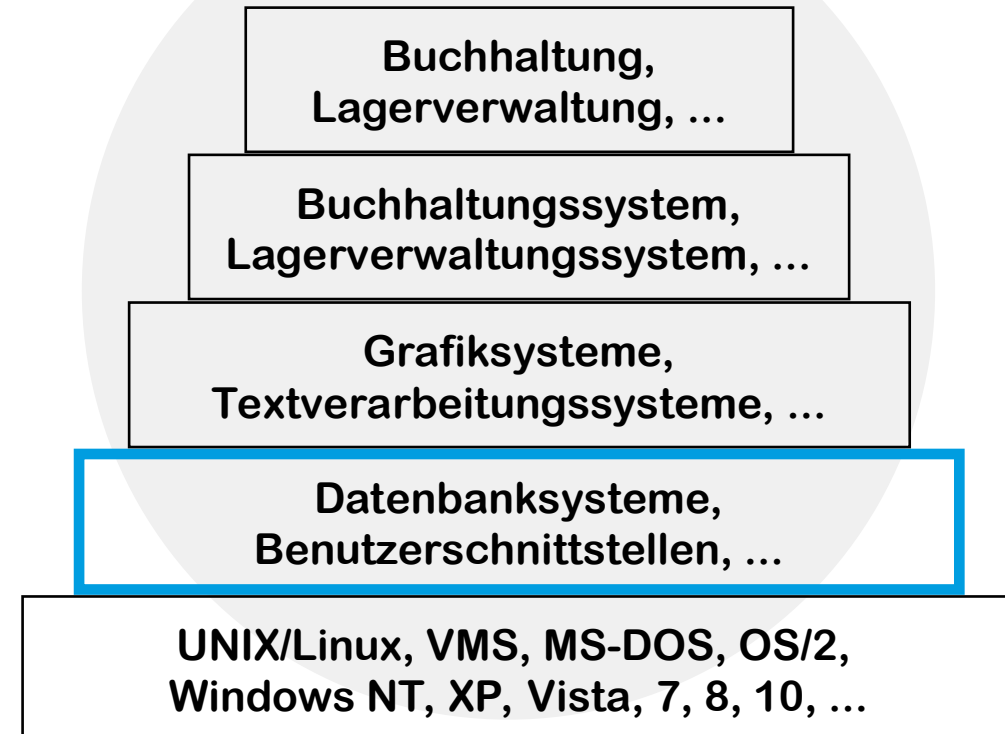 Buchhaltung,
Lagerverwaltung, ...
Buchhaltungssystem,
Lagerverwaltungssystem, ...
Grafiksysteme,
Textverarbeitungssysteme, ...
Datenbanksysteme,
Benutzerschnittstellen, ...
UNIX/Linux, VMS, MS-DOS, OS/2,
Windows NT, XP, Vista, 7, 8, 10, ...